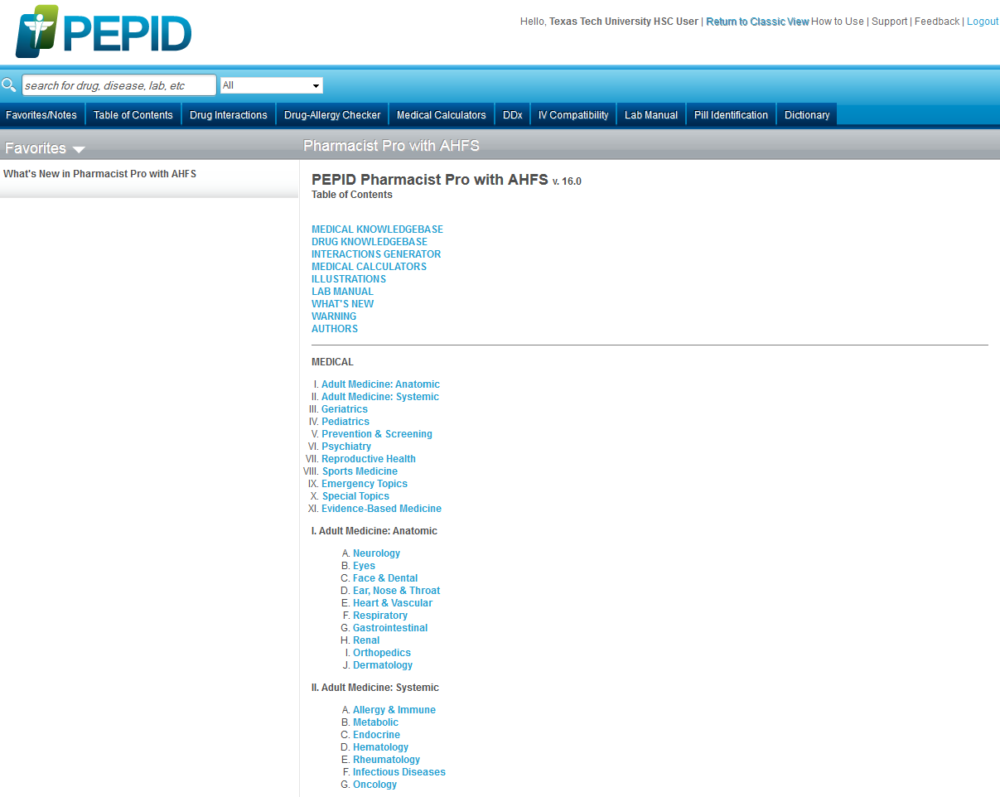 PEPID
Hello, Texas Tech University HSC User | Return to Classic View How to Use | Support | Feedback | Logout
search for drug, disease, lab, etc All
Favorites/Notes Table of Contents Drug Interactions Drug-Allergy Checker Medical Calculators DDx IV Compatibility Lab Manual Pill Identification Dictionary
Favorites Pharmacist Pro with AHFS
What's New in Pharmacist Pro with AHFS
PEPID Pharmacist Pro with AHFS v. 16.0
Table of Contents
MEDICAL KNOWLEDGEBASE
DRUG KNOWLEDGEBASE
INTERACTIONS GENERATOR
MEDICAL CALCULATORS
ILLUSTRATIONS
LAB MANUAL
WHAT'S NEW
WARNING
AUTHORS
MEDICAL
I. Adult Medicine: Anatomic
II. Adult Medicine: Systemic
III. Geriatrics
IV. Pediatrics
V. Prevention & Screening
VI. Psychiatry
VII. Reproductive Health
VIII. Sports Medicine
IX. Emergency Topics
X. Special Topics
XI. Evidence-Based Medicine
I. Adult Medicine: Anatomic
A. Neurology
B. Eyes
C. Face & Dental
D. Ear, Nose & Throat
E. Heart & Vascular
F. Respiratory
G. Gastrointestinal
H. Renal
I. Orthopedics
J. Dermatology
II. Adult Medicine: Systemic
A. Allergy & Immune
B. Metabolic
C. Endocrine
D. Hematology
E. Rheumatology
F. Infectious Diseases
G. Oncology